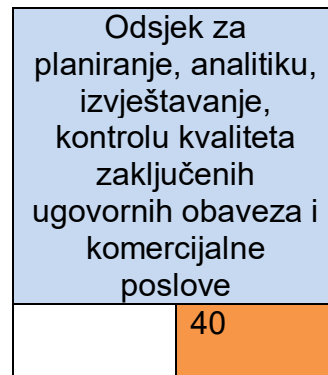 Odsjek za
planiranje, analitiku,
izvještavanje,
kontrolu kvaliteta
zaključenih
ugovornih obaveza i
komercijalne
poslove
40